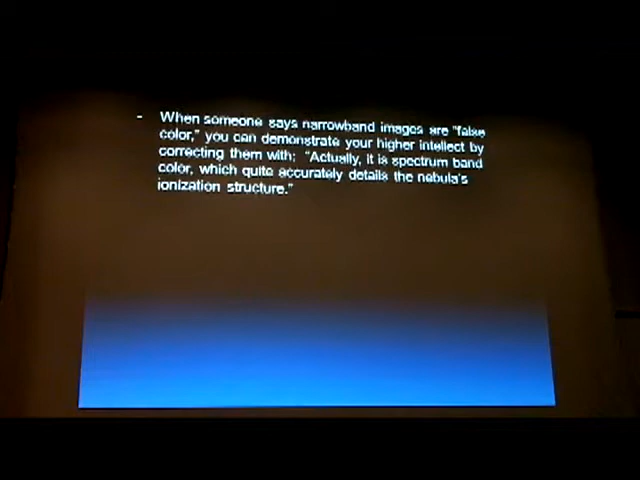 - When someone says narrowband images are "false
color," you can demonstrate your higher intellect by
correcting them with: "Actually, it is spectrum band
color, which quite accurately details the nebula's
ionization structure."